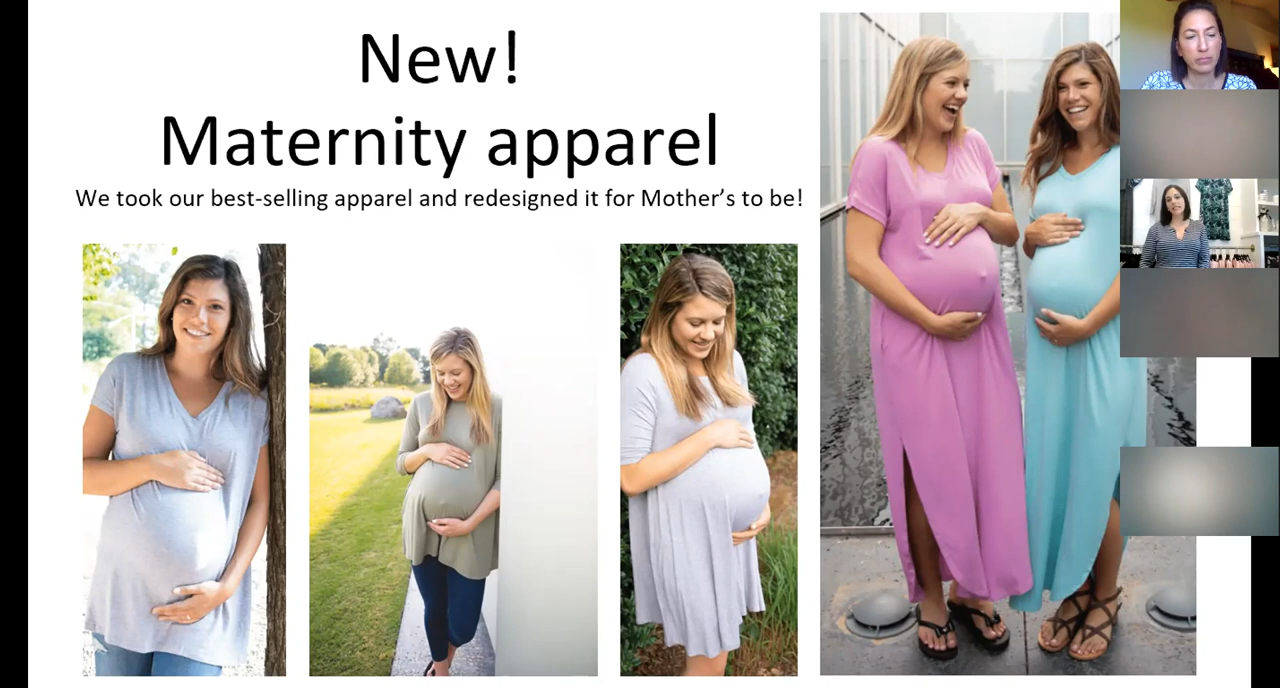 New!
Maternity apparel
We took our best-selling apparel and redesigned it for Mother’s to be!